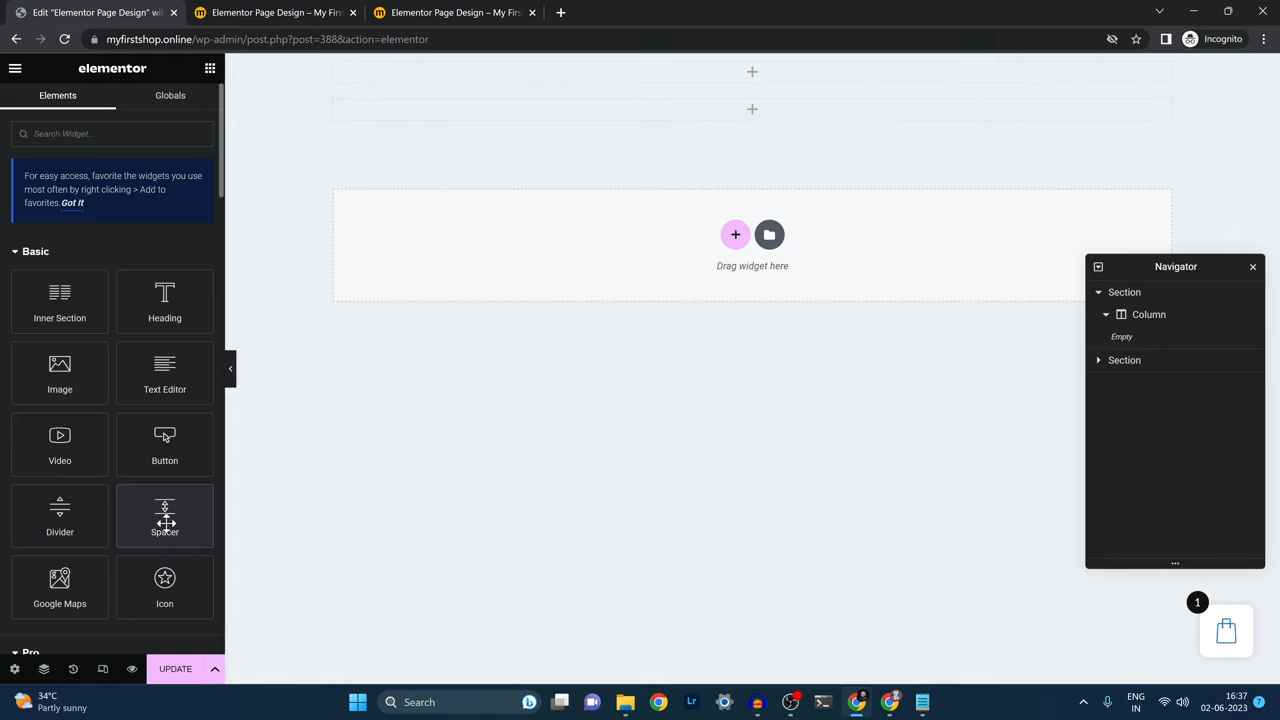 Edit "Elementor Page Design" wit
Elementor Page Design – My Firs
Elementor Page Design – My Firs
myfirstshop.online/wp-admin/post.php?post=388&action=elementor
Incognito
elementor
Elements
Globals
Search Widget...
For easy access, favorite the widgets you use
most often by right clicking > Add to
favorites. Got It
Basic
Inner Section
Heading
Image
Text Editor
Video
Button
Divider
Spacer
Google Maps
Icon
Pro
UPDATE
Drag widget here
Navigator
Section
Column
Empty
Section
1
34°C
Partly sunny
Search
Lr
ENG
IN
16:37
02-06-2023
7